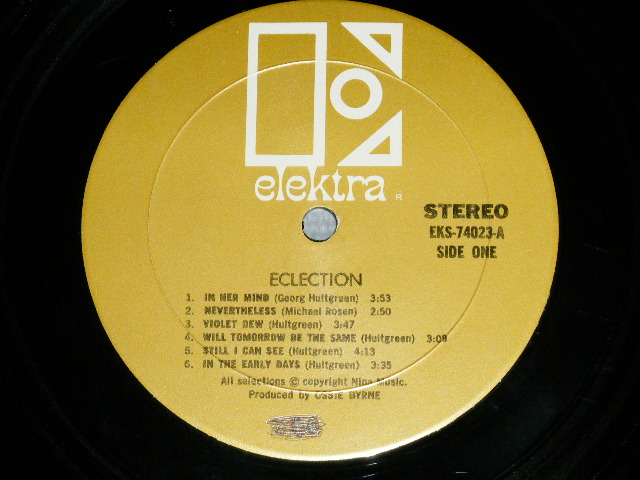 elektra ®
STEREO
EKS-74023-A
SIDE ONE
ECLECTION
1. IN HER MIND (Georg Hultgreen) 3:53
2. NEVERTHELESS (Michael Rosen) 2:50
3. VIOLET DEW (Hultgreen) 3:47
4. WILL TOMORROW BE THE SAME (Hultgreen) 3:08
5. STILL I CAN SEE (Hultgreen) 4:13
6. IN THE EARLY DAYS (Hultgreen) 3:35
All selections © copyright Nina Music.
Produced by OSSIE BYRNE